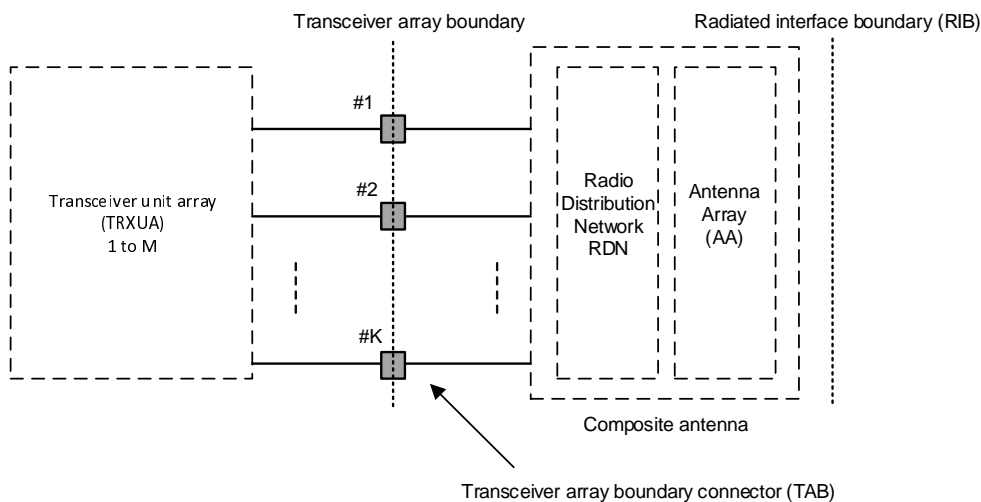 Transceiver array boundary
Radiated interface boundary (RIB)
#1
#2
#K
Transceiver unit array
(TRXUA)
1 to M
Radio
Distribution
Network
RDN
Antenna
Array
(AA)
Composite antenna
Transceiver array boundary connector (TAB)